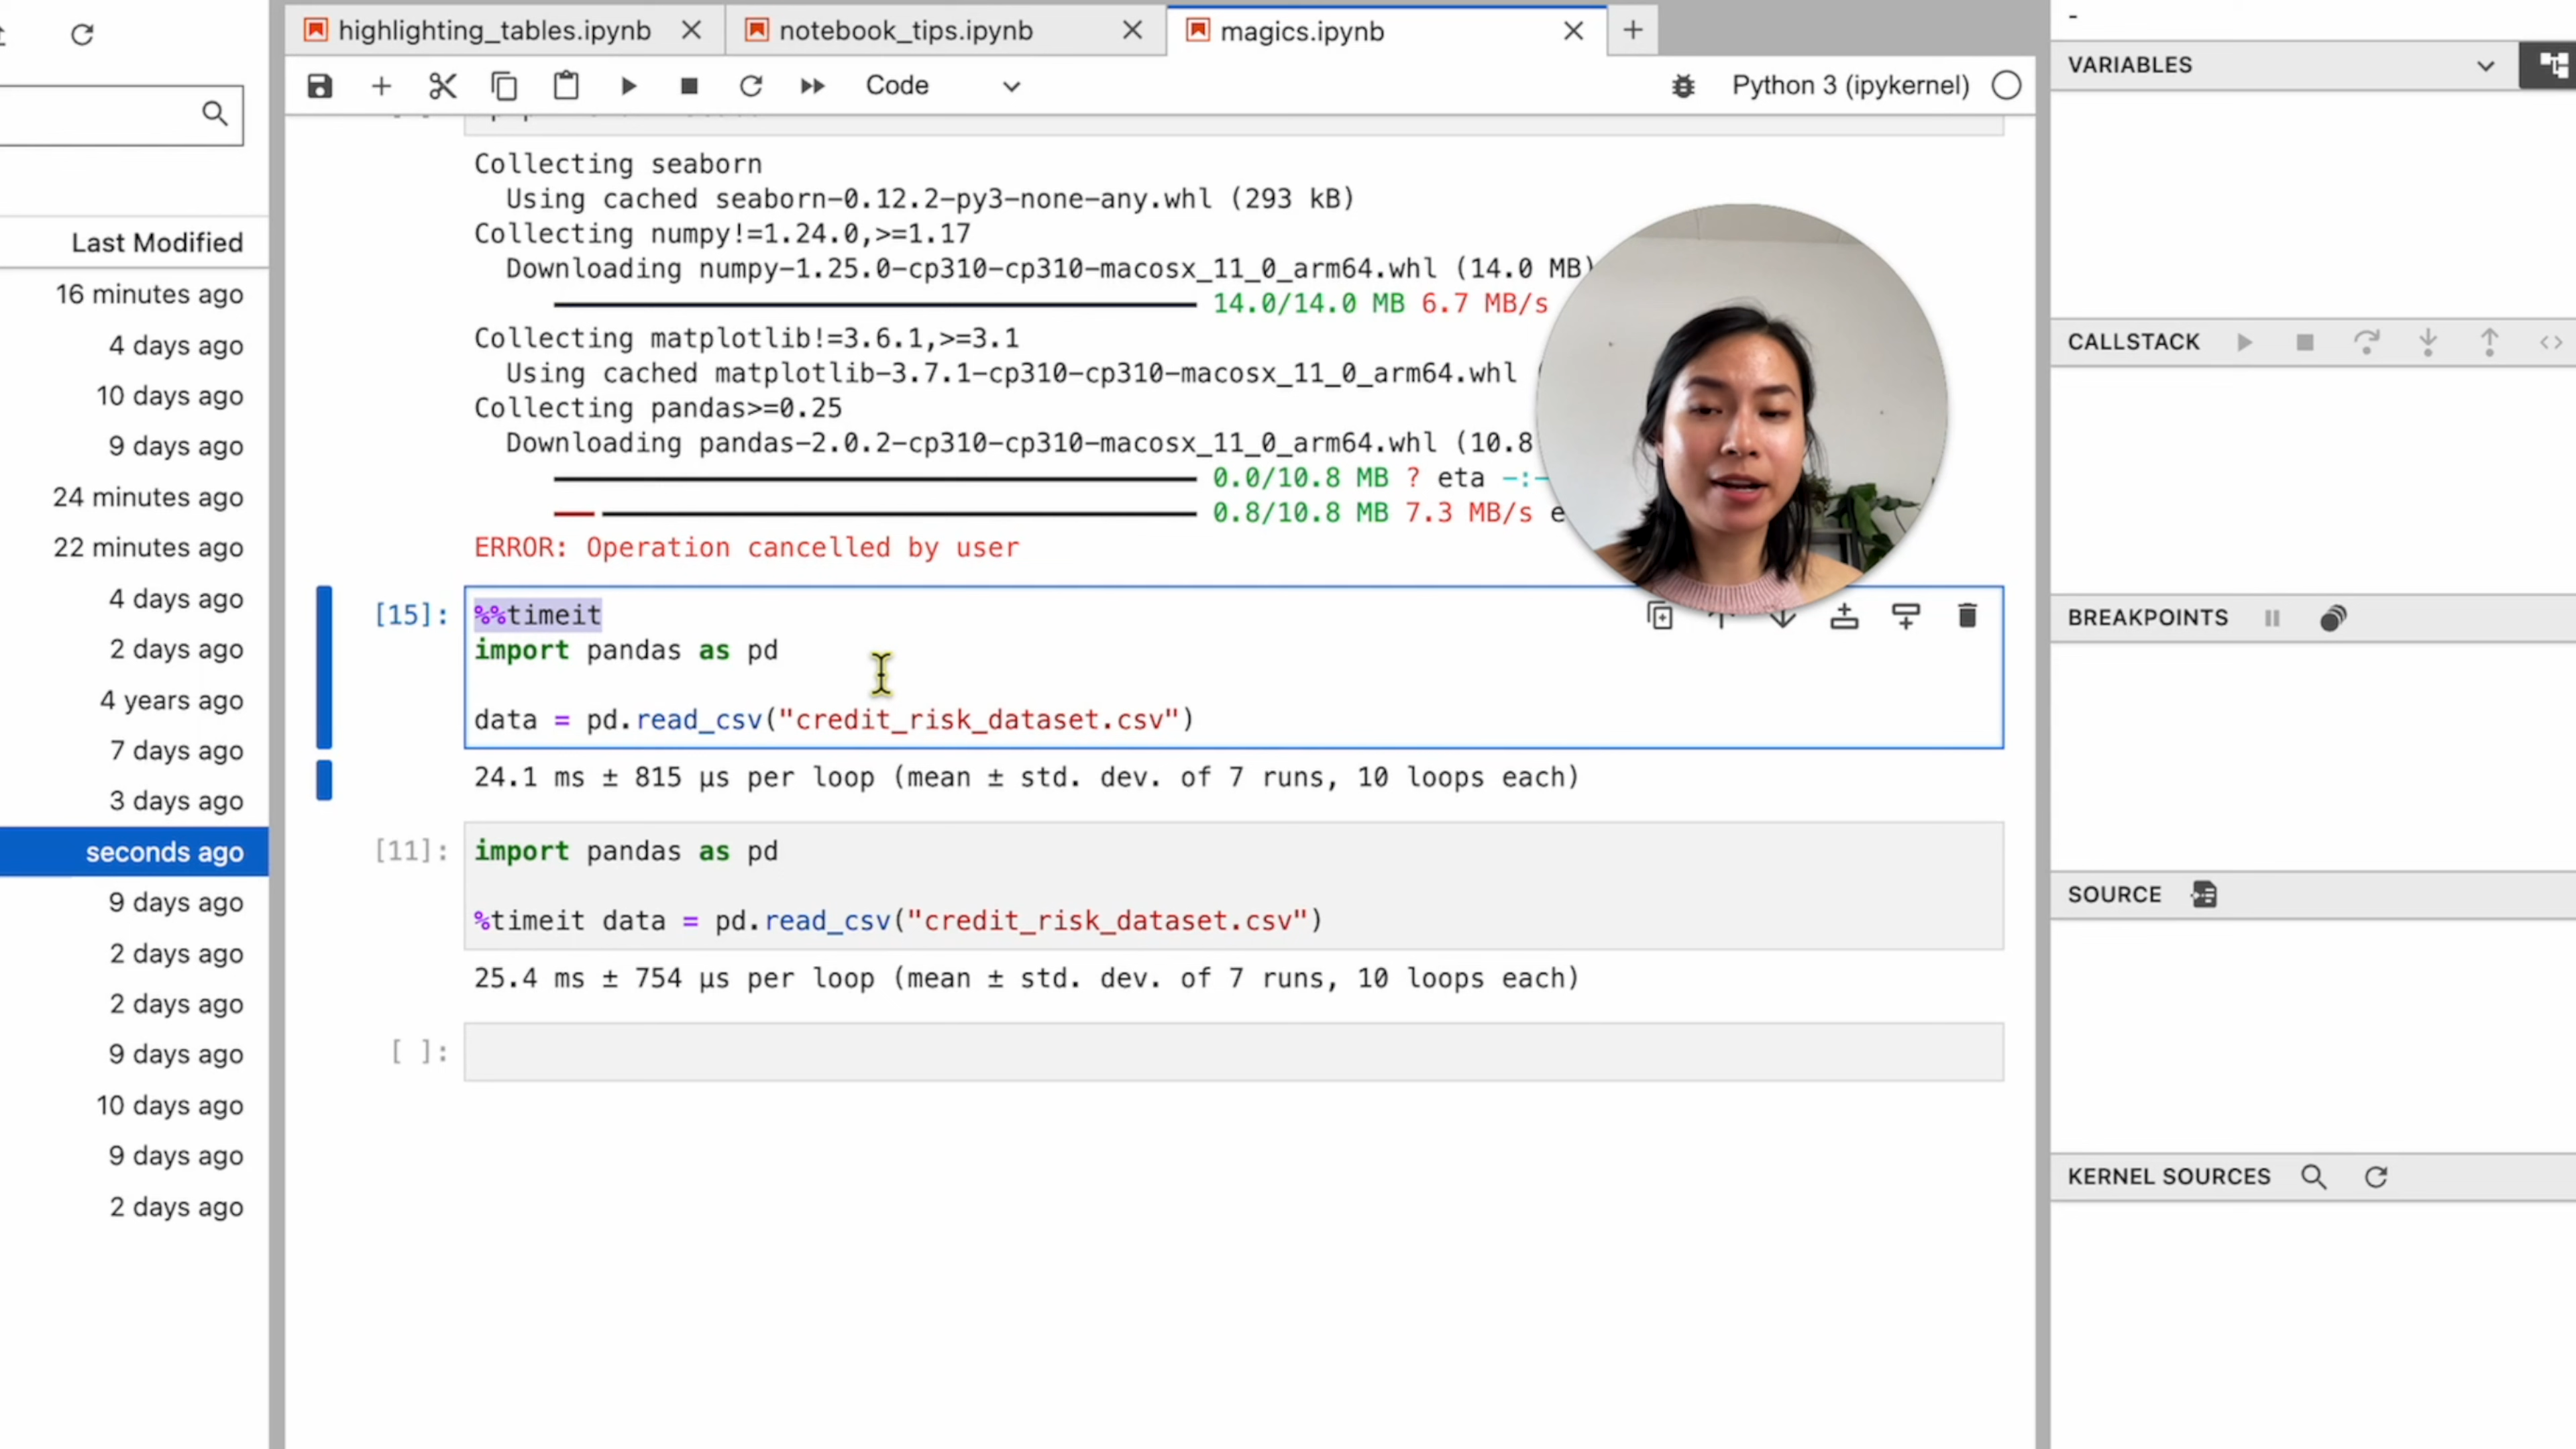 highlighting_tables.ipynb
notebook_tips.ipynb
magics.ipynb
Code
Python 3 (ipykernel)
VARIABLES
Last Modified
16 minutes ago
4 days ago
10 days ago
9 days ago
24 minutes ago
22 minutes ago
4 days ago
2 days ago
4 years ago
7 days ago
3 days ago
seconds ago
9 days ago
2 days ago
2 days ago
9 days ago
10 days ago
9 days ago
2 days ago
Collecting seaborn
Using cached seaborn-0.12.2-py3-none-any.whl (293 kB)
Collecting numpy!=1.24.0,>=1.17
Downloading numpy-1.25.0-cp310-cp310-macosx_11_0_arm64.whl (14.0 MB)
14.0/14.0 MB 6.7 MB/s
Collecting matplotlib!=3.6.1,>=3.1
Using cached matplotlib-3.7.1-cp310-cp310-macosx_11_0_arm64.whl
Collecting pandas>=0.25
Downloading pandas-2.0.2-cp310-cp310-macosx_11_0_arm64.whl (10.8
0.0/10.8 MB ? eta -:-
0.8/10.8 MB 7.3 MB/s e
ERROR: Operation cancelled by user
[15]: %%timeit
import pandas as pd
data = pd.read_csv("credit_risk_dataset.csv")
24.1 ms ± 815 µs per loop (mean ± std. dev. of 7 runs, 10 loops each)
[11]: import pandas as pd
%timeit data = pd.read_csv("credit_risk_dataset.csv")
25.4 ms ± 754 µs per loop (mean ± std. dev. of 7 runs, 10 loops each)
[ ]:
CALLSTACK
BREAKPOINTS
SOURCE
KERNEL SOURCES